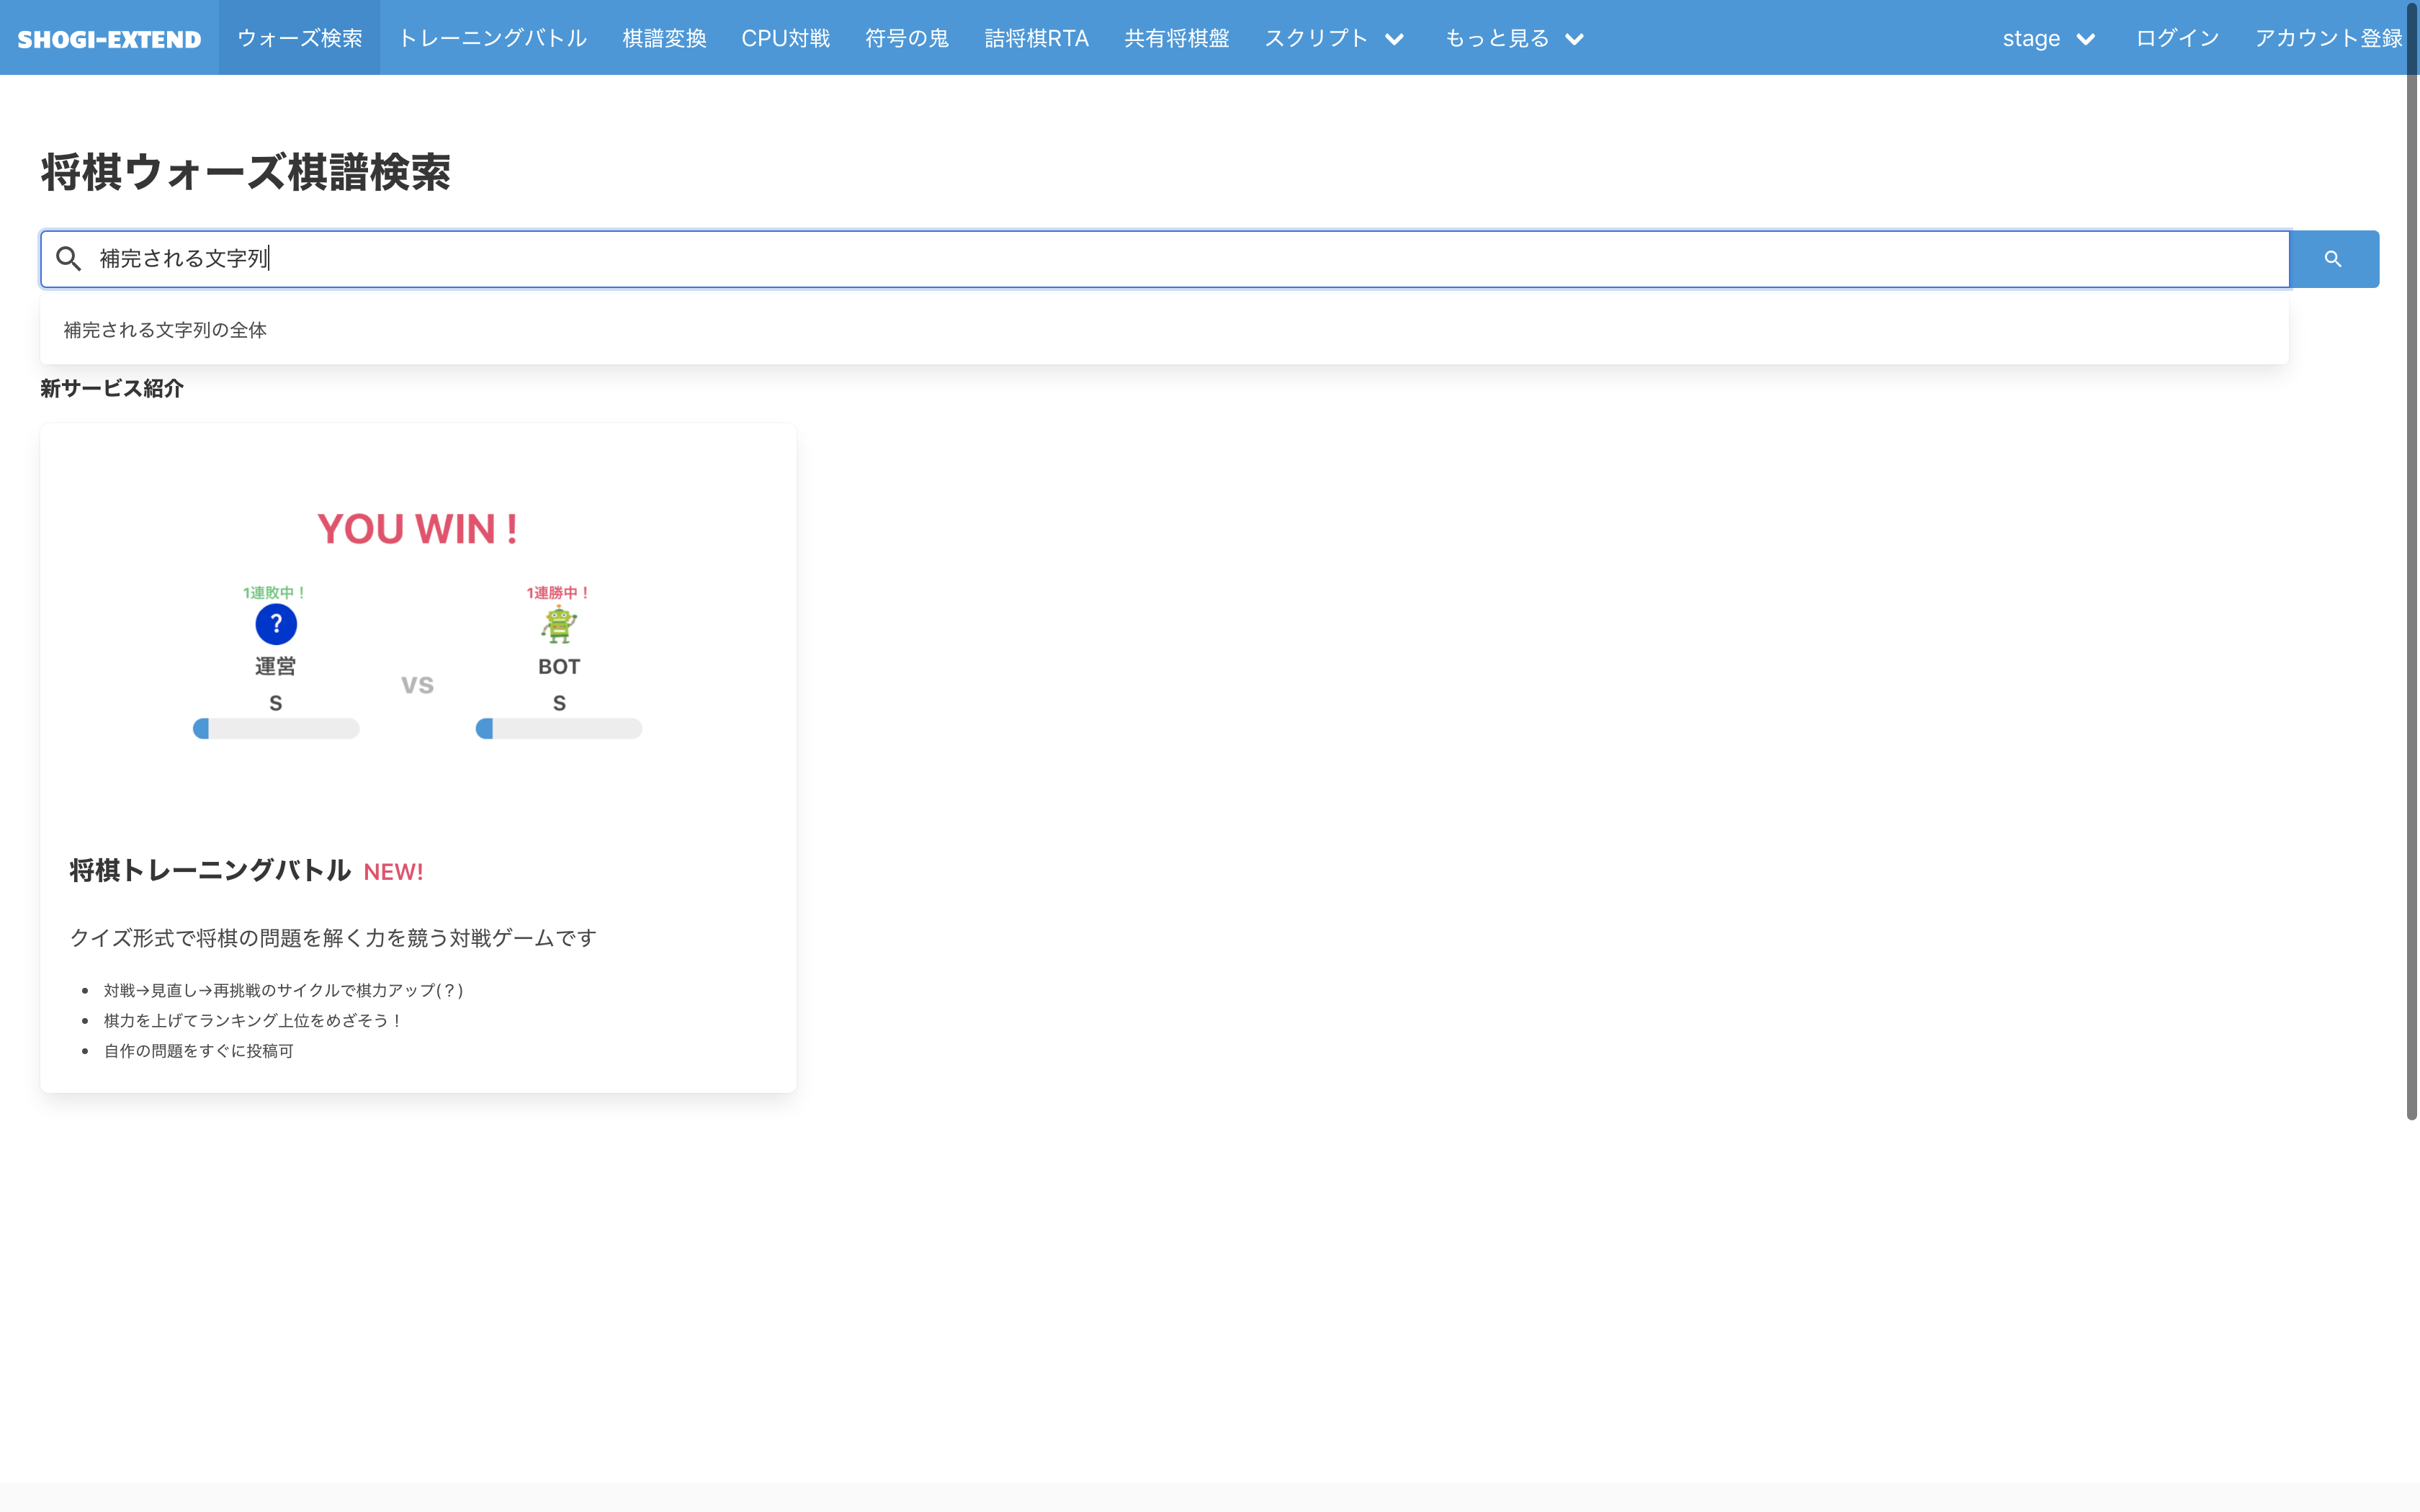 SHOGI-EXTEND ウォーズ検索 トレーニングバトル 棋譜変換 CPU対戦 符号の鬼 詰将棋RTA 共有将棋盤 スクリプト もっと見る stage ログイン アカウント登録
将棋ウォーズ棋譜検索
補完される文字列
補完される文字列の全体
新サービス紹介
YOU WIN !
1連敗中！ 1連勝中！
?
運営 BOT
vs
S S
将棋トレーニングバトル NEW!
クイズ形式で将棋の問題を解く力を競う対戦ゲームです
• 対戦→見直し→再挑戦のサイクルで棋力アップ(？)
• 棋力を上げてランキング上位をめざそう！
• 自作の問題をすぐに投稿可